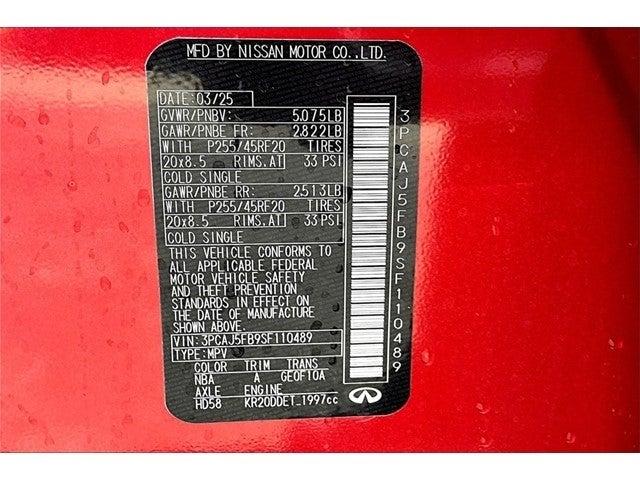 MFD BY NISSAN MOTOR CO.,LTD.
DATE:03/25
GVWR/PNBV: 5.075LB
GAWR/PNBE FR: 2.822LB
WITH P255/45RF20 TIRES
20x8.5 RIMS.AT 33 PSI
COLD SINGLE
GAWR/PNBE RR: 2.513LB
WITH P255/45RF20 TIRES
20x8.5 RIMS.AT 33 PSI
COLD SINGLE
THIS VEHICLE CONFORMS TO
ALL APPLICABLE FEDERAL
MOTOR VEHICLE SAFETY
AND THEFT PREVENTION
STANDARDS IN EFFECT ON
THE DATE OF MANUFACTURE
SHOWN ABOVE.
VIN:3PCAJ5FB9SF110489
TYPE:MPV
COLOR TRIM TRANS
NBA A GE0F10A
AXLE ENGINE
HD58 KR20DDET_1997cc
3PCAJ5FB9SF110489